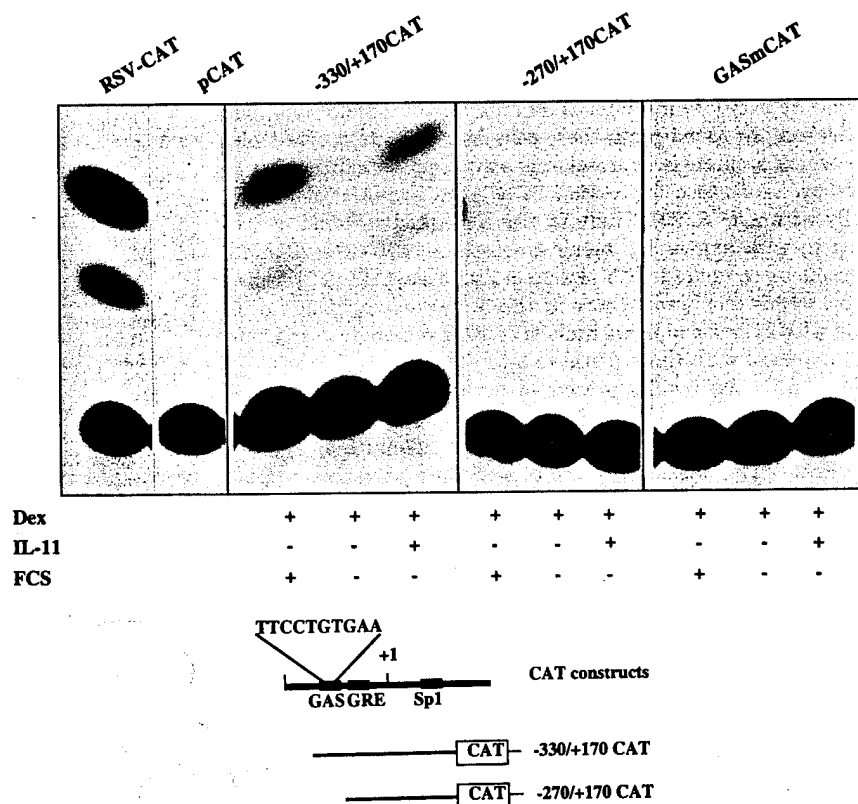 RSV-CAT pCAT -330/+170CAT -270/+170CAT GASmCAT
Dex + + + + + + + + +
IL-11 - - + - - + - - +
FCS + - - + - - + - -
TTCCTGTGAA
+1
CAT constructs
GAS GRE Sp1
CAT -330/+170 CAT
CAT -270/+170 CAT